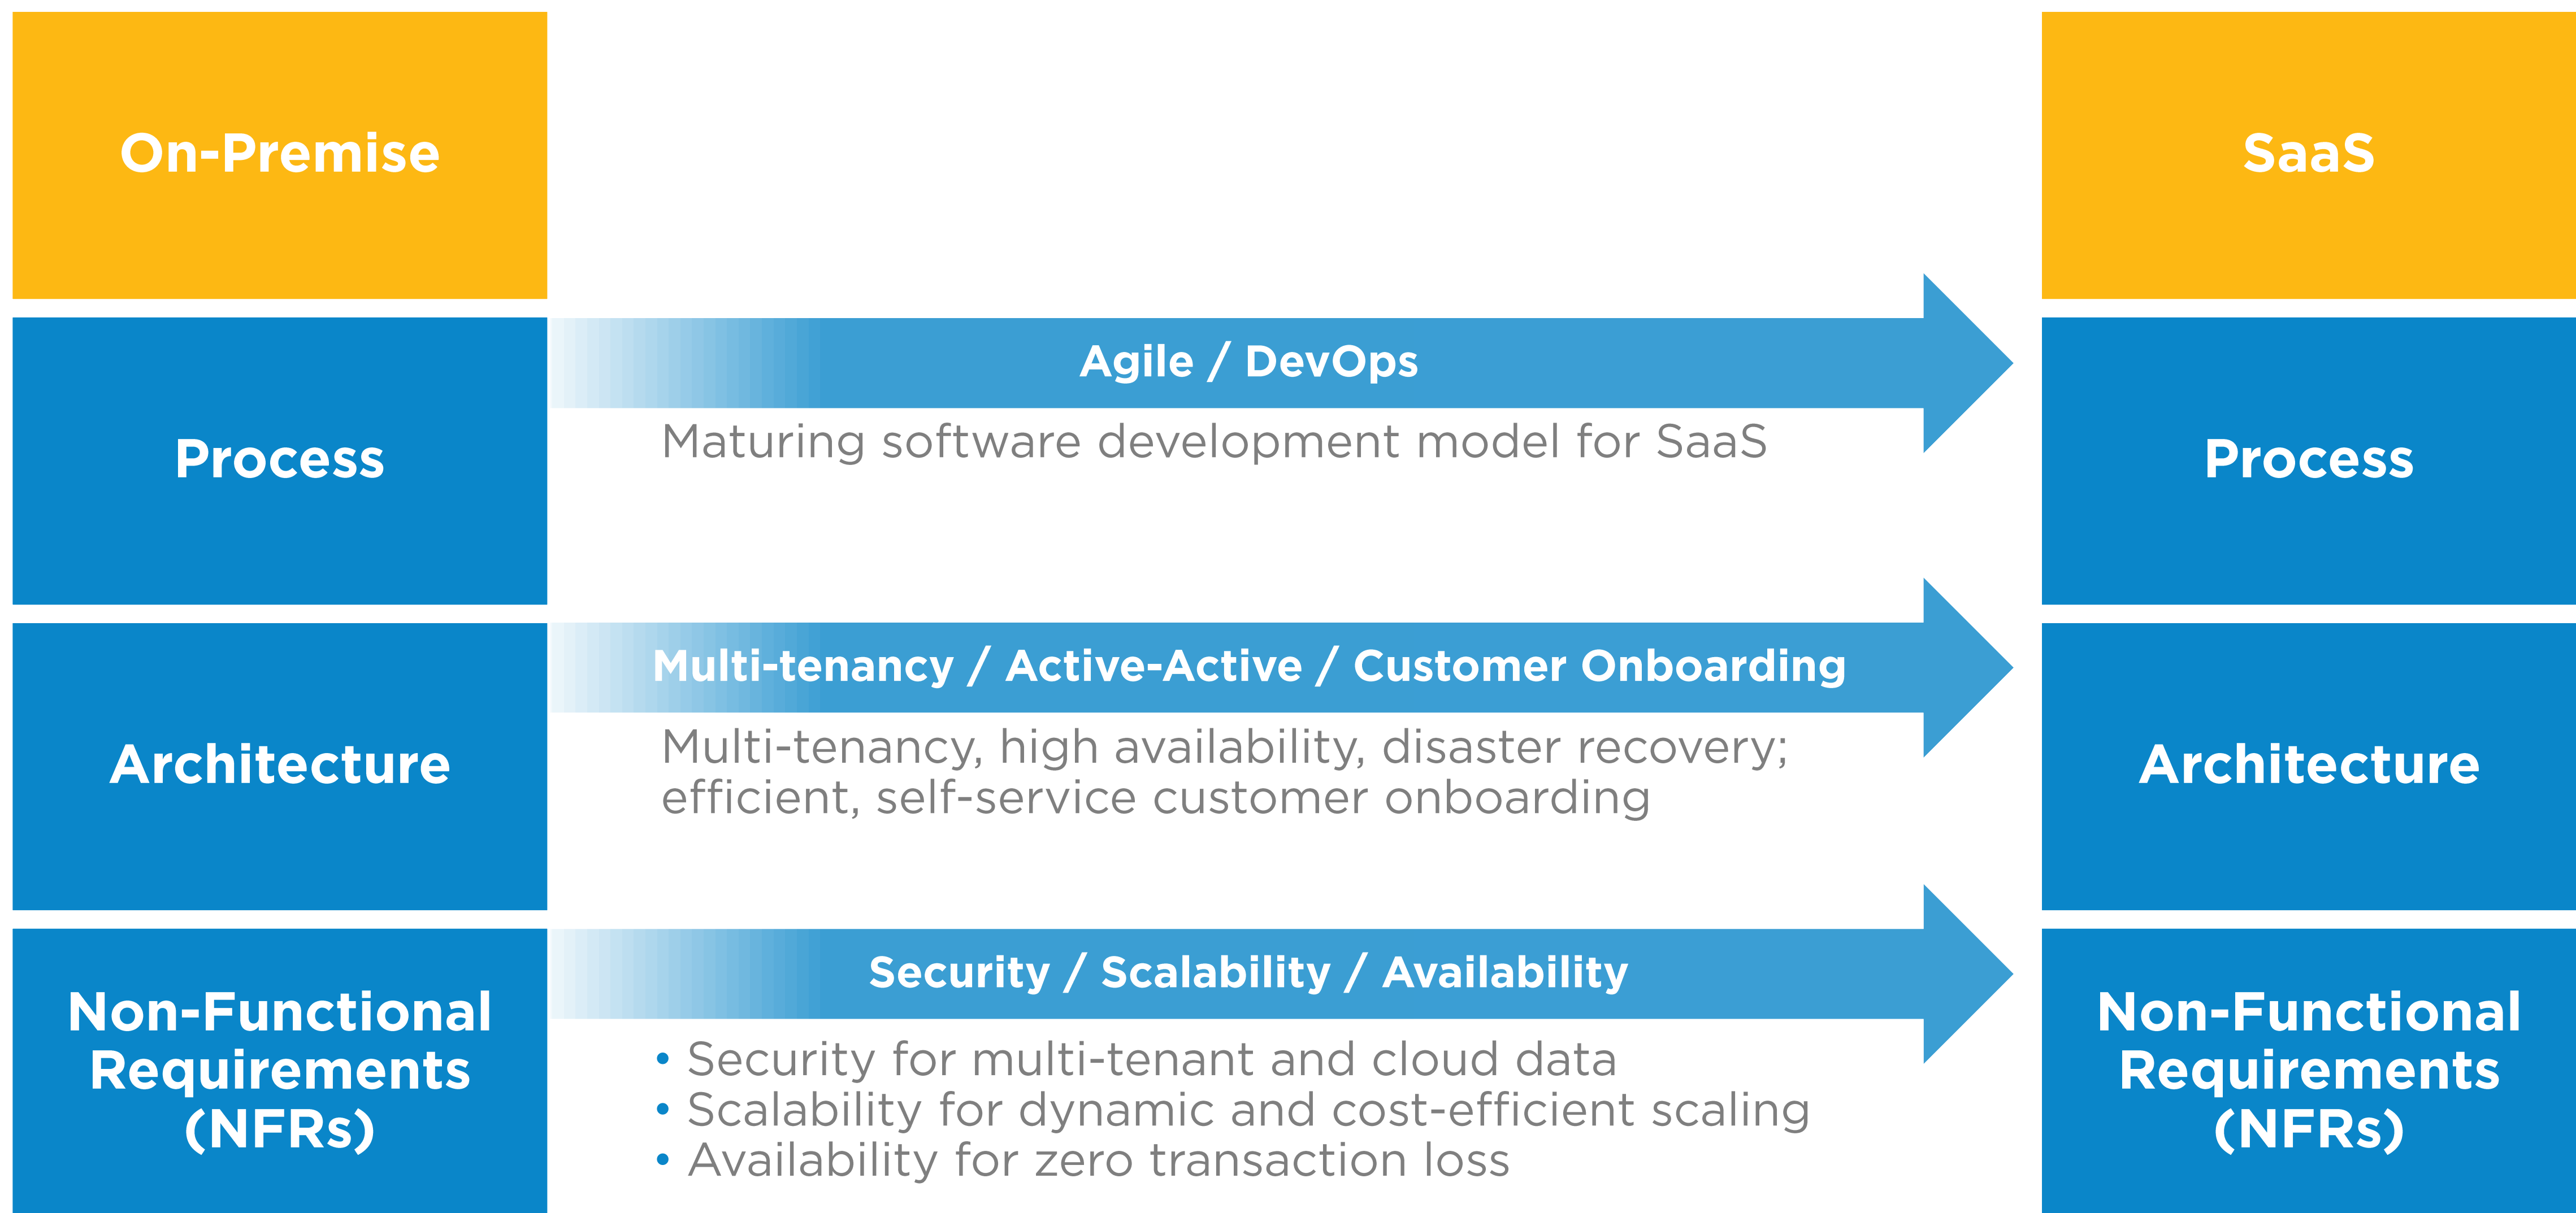 On-Premise
SaaS
Process
Agile / DevOps
Maturing software development model for SaaS
Process
Architecture
Multi-tenancy / Active-Active / Customer Onboarding
Multi-tenancy, high availability, disaster recovery;
efficient, self-service customer onboarding
Architecture
Non-Functional
Requirements
(NFRs)
Security / Scalability / Availability
• Security for multi-tenant and cloud data
• Scalability for dynamic and cost-efficient scaling
• Availability for zero transaction loss
Non-Functional
Requirements
(NFRs)